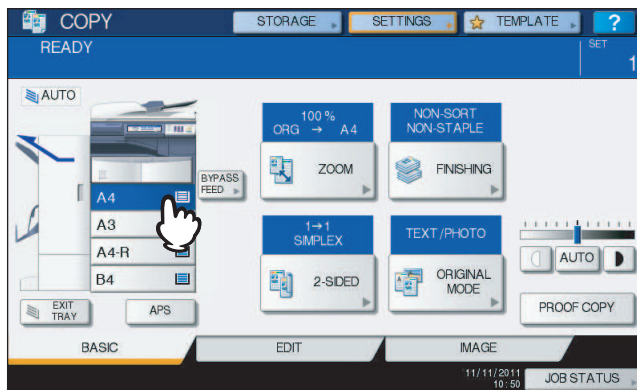 COPY
STORAGE
SETTINGS
TEMPLATE
?
READY
SET
1
AUTO
100 %
ORG → A4
ZOOM
NON-SORT
NON-STAPLE
FINISHING
BYPASS
FEED
A4
A3
A4-R
B4
1→1
SIMPLEX
2-SIDED
TEXT/PHOTO
ORIGINAL
MODE
AUTO
EXIT
TRAY
APS
PROOF COPY
BASIC
EDIT
IMAGE
11/11/2011
10:50
JOB STATUS